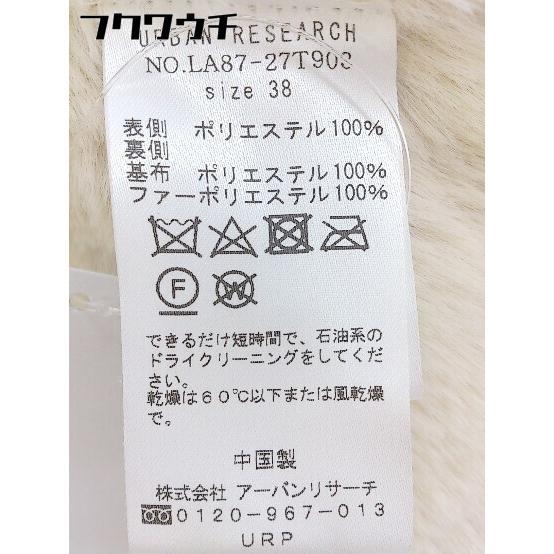 フクワウチ
URBAN RESEARCH
NO.LA87-27T903
size 38
表側 ポリエステル100%
裏側
基布 ポリエステル100%
ファーポリエステル100%
F
W
できるだけ短時間で、石油系の
ドライクリーニングをしてくだ
さい。
乾燥は60℃以下または風乾燥
で。
中国製
株式会社 アーバンリサーチ
0120-967-013
URP